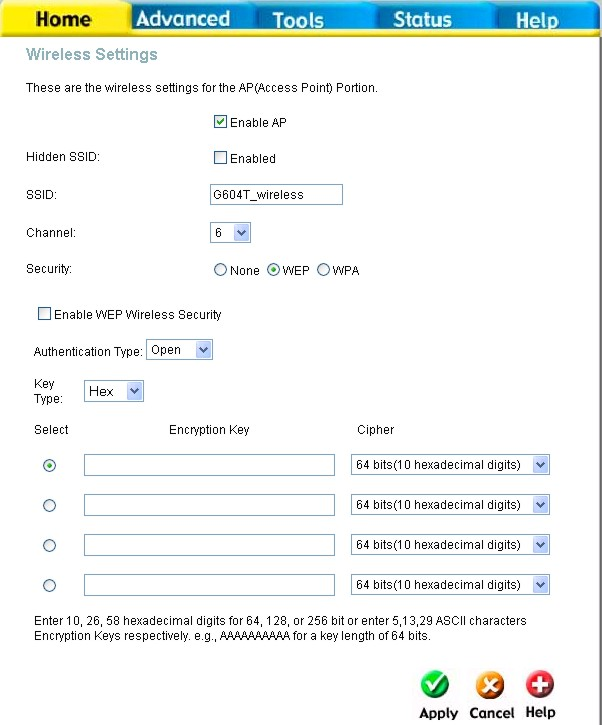 Home Advanced Tools Status Help
Wireless Settings
These are the wireless settings for the AP(Access Point) Portion.
Enable AP
Hidden SSID: Enabled
SSID: G604T_wireless
Channel: 6
Security: None WEP WPA
Enable WEP Wireless Security
Authentication Type: Open
Key Type: Hex
Select Encryption Key Cipher
64 bits(10 hexadecimal digits)
64 bits(10 hexadecimal digits)
64 bits(10 hexadecimal digits)
64 bits(10 hexadecimal digits)
Enter 10, 26, 58 hexadecimal digits for 64, 128, or 256 bit or enter 5,13,29 ASCII characters
Encryption Keys respectively. e.g., AAAAAAAAAA for a key length of 64 bits.
Apply Cancel Help